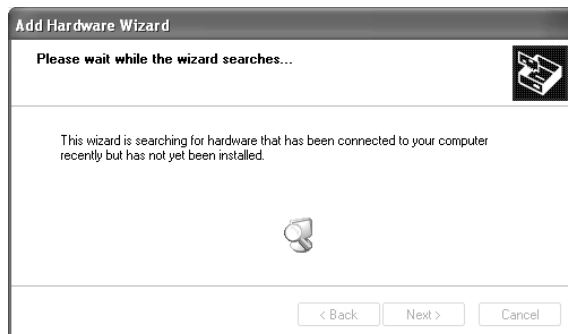 Add Hardware Wizard
Please wait while the wizard searches...
This wizard is searching for hardware that has been connected to your computer
recently but has not yet been installed.
< Back
Next >
Cancel